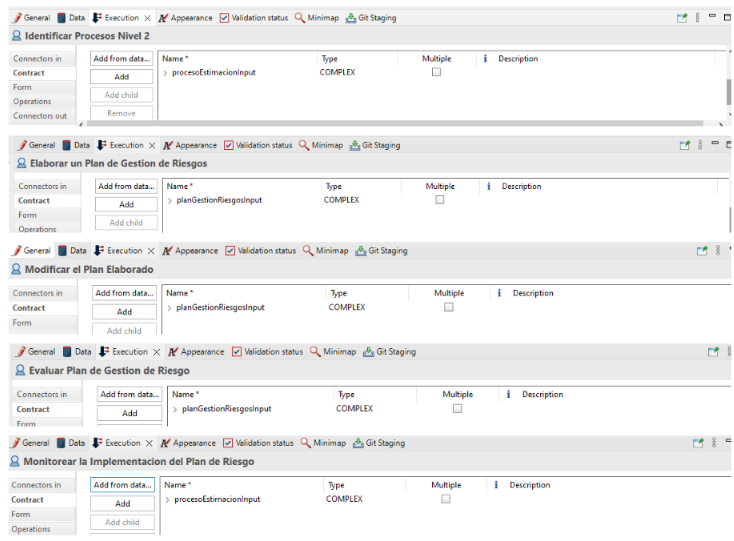 General Data Execution Appearance Validation status Minimap Git Staging
Identificar Procesos Nivel 2
Connectors in Add from data... Name * Type Multiple Description
Contract Add procesoEstimacionInput COMPLEX
Form Add child
Operations
Connectors out Remove
General Data Execution Appearance Validation status Minimap Git Staging
Elaborar un Plan de Gestion de Riesgos
Connectors in Add from data... Name * Type Multiple Description
Contract Add planGestionRiesgosInput COMPLEX
Form Add child
Operations
General Data Execution Appearance Validation status Minimap Git Staging
Modificar el Plan Elaborado
Connectors in Add from data... Name * Type Multiple Description
Contract Add planGestionRiesgosInput COMPLEX
Form Add child
General Data Execution Appearance Validation status Minimap Git Staging
Evaluar Plan de Gestion de Riesgo
Connectors in Add from data... Name * Type Multiple Description
Contract Add planGestionRiesgosInput COMPLEX
Form
General Data Execution Appearance Validation status Minimap Git Staging
Monitorear la Implementacion del Plan de Riesgo
Connectors in Add from data... Name * Type Multiple Description
Contract Add procesoEstimacionInput COMPLEX
Form Add child
Operations